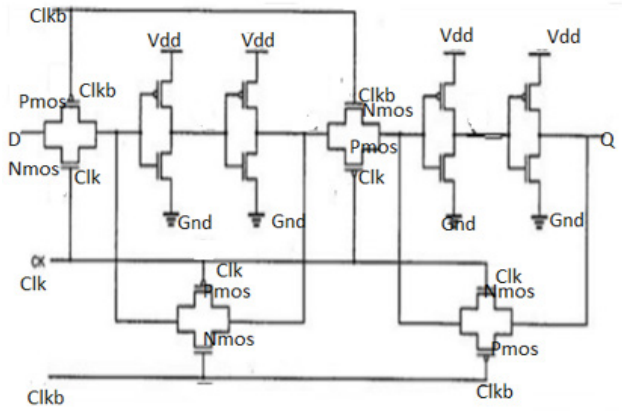 Clkb
Vdd
Vdd
Vdd
Vdd
Clkb
Pmos
Clkb
Nmos
D
Pmos
Q
Nmos
Clk
Clk
Gnd
Gnd
Gnd
Gnd
Clk
Clk
Clk
Pmos
Nmos
Nmos
Pmos
Clkb
Clkb